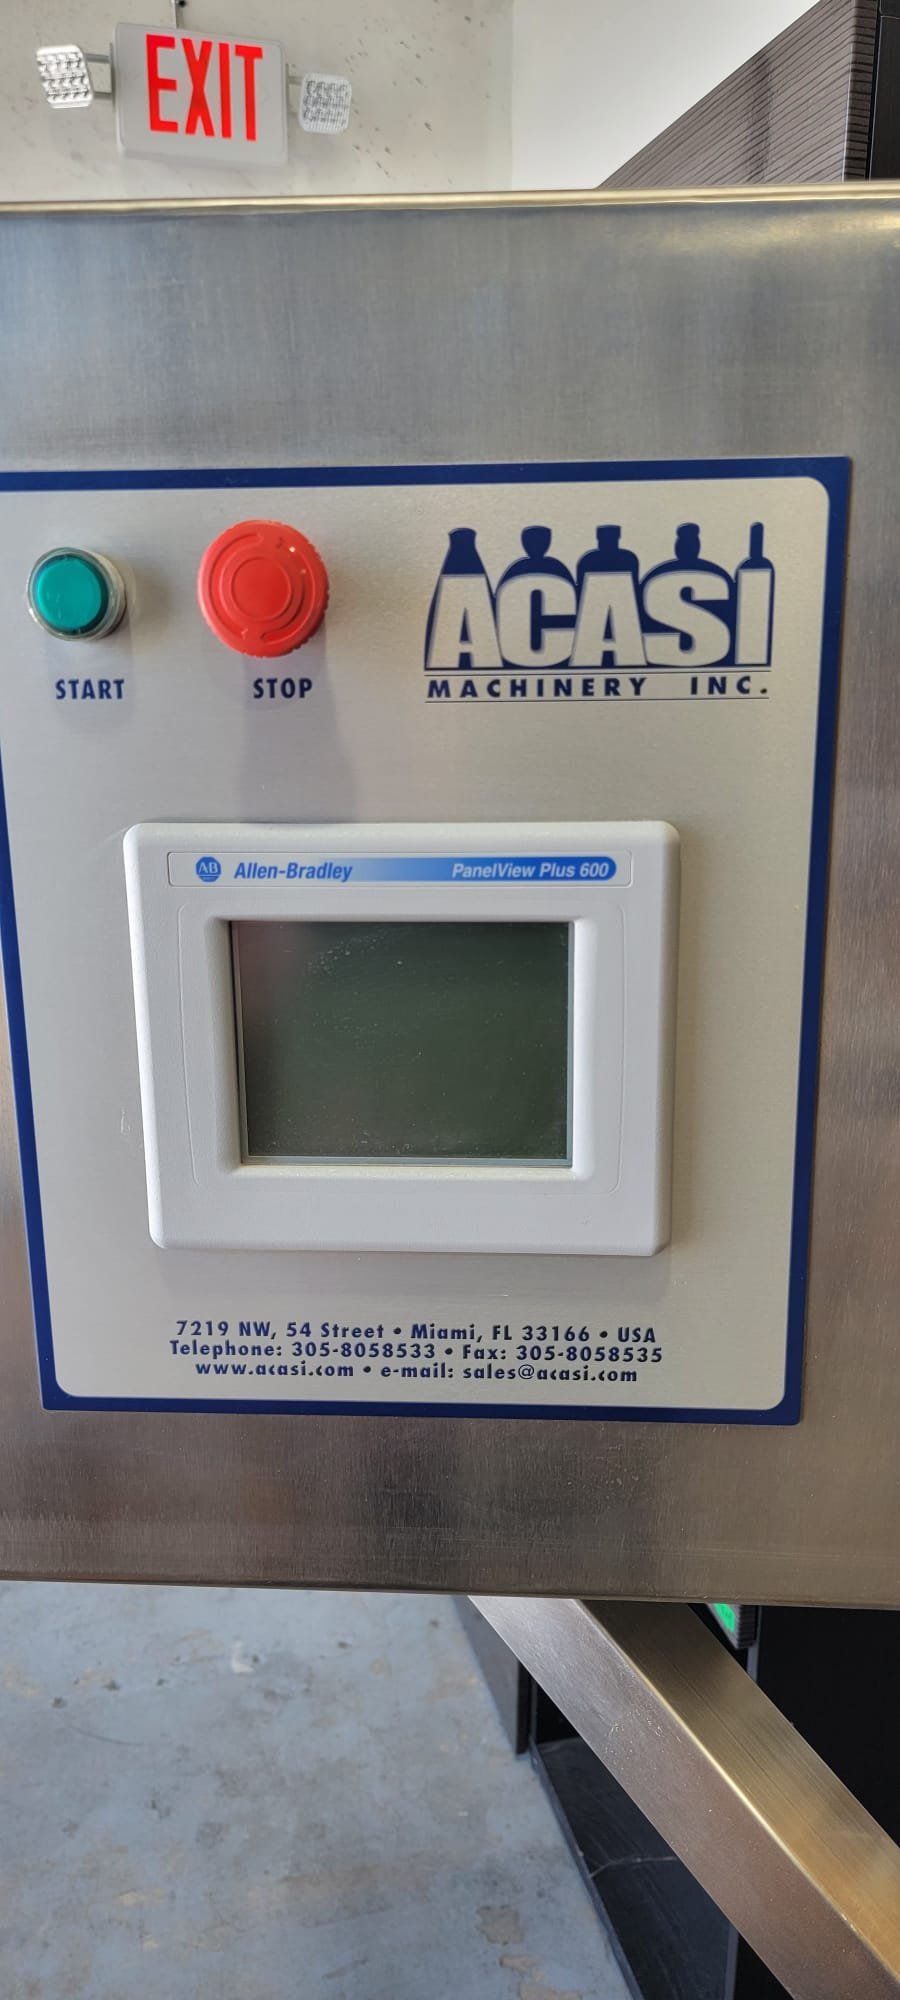 EXIT
START
STOP
ACASI
MACHINERY INC.
AB Allen-Bradley PanelView Plus 600
7219 NW, 54 Street • Miami, FL 33166 • USA
Telephone: 305-8058533 • Fax: 305-8058535
www.acasi.com • e-mail: sales@acasi.com